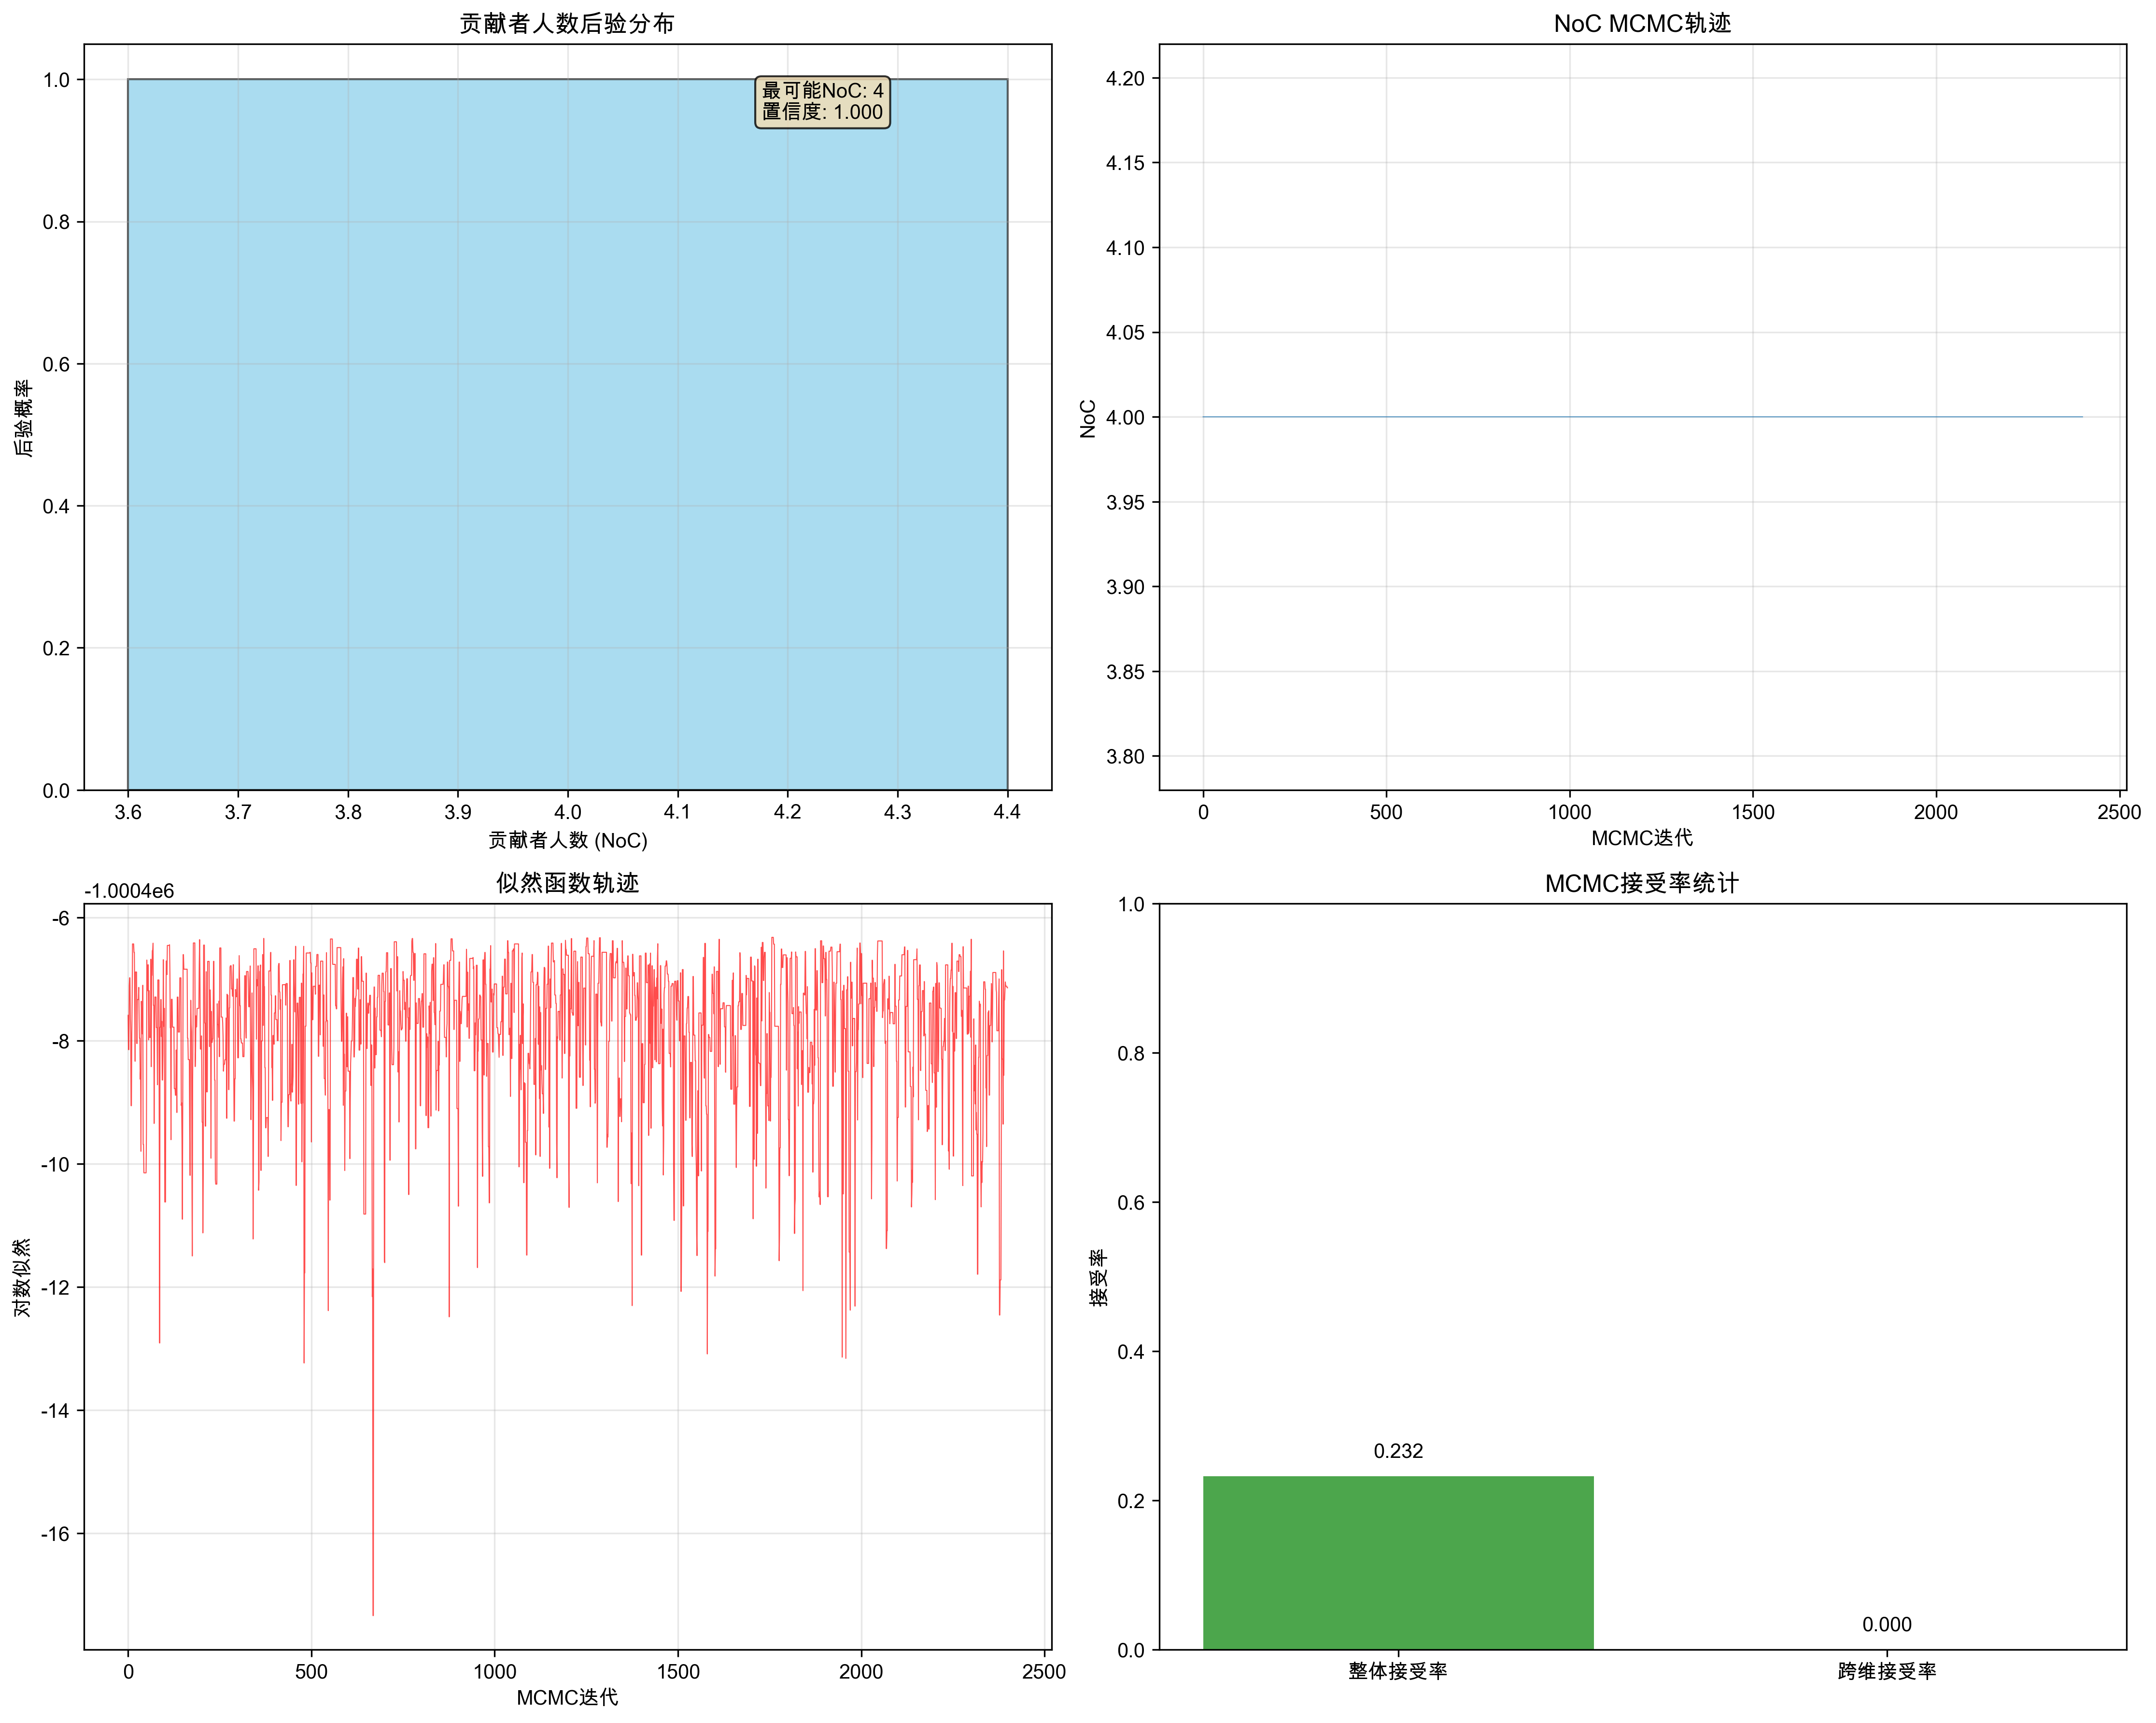 贡献者人数后验分布
1.0
0.8
0.6
0.4
0.2
0.0
后验概率
最可能NoC: 4
置信度: 1.000
3.6 3.7 3.8 3.9 4.0 4.1 4.2 4.3 4.4
贡献者人数 (NoC)
NoC MCMC轨迹
4.20
4.15
4.10
4.05
4.00
3.95
3.90
3.85
3.80
NoC
0 500 1000 1500 2000 2500
MCMC迭代
似然函数轨迹
-1.0004e6
-6
-8
-10
-12
-14
-16
对数似然
0 500 1000 1500 2000 2500
MCMC迭代
MCMC接受率统计
1.0
0.8
0.6
0.4
0.2
0.0
接受率
0.232
0.000
整体接受率 跨维接受率